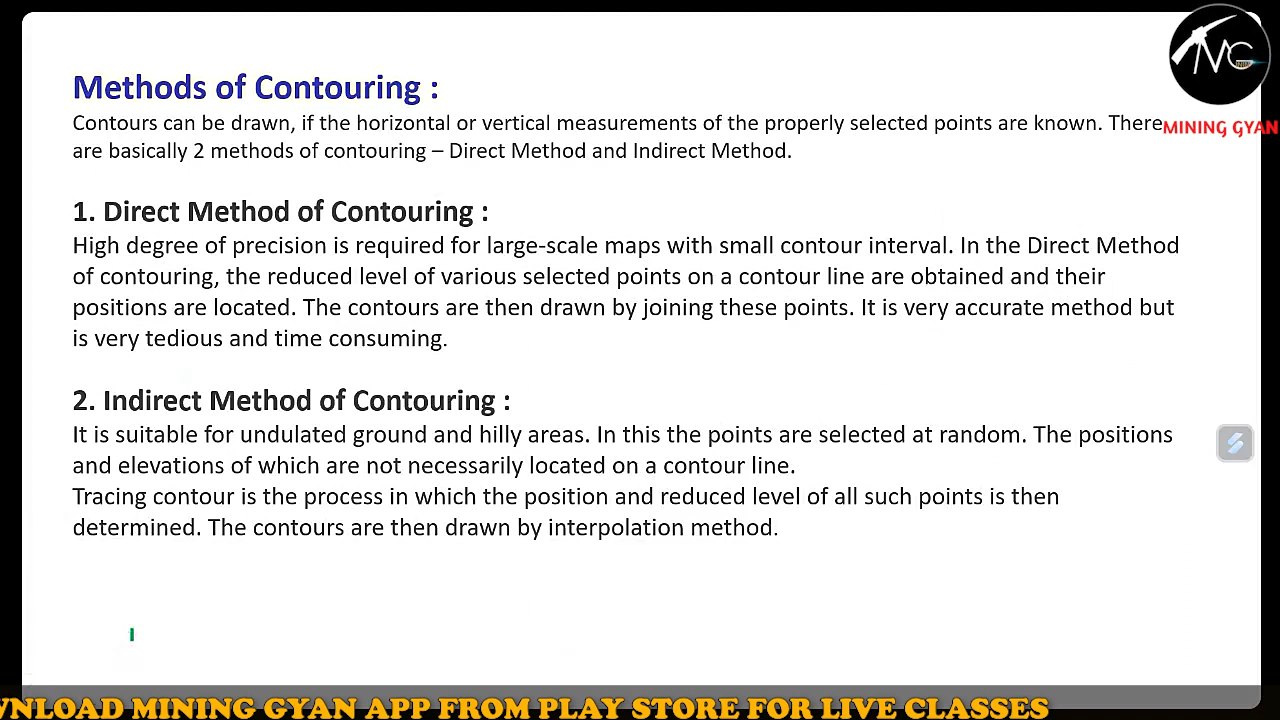 Methods of Contouring :
Contours can be drawn, if the horizontal or vertical measurements of the properly selected points are known. There
are basically 2 methods of contouring – Direct Method and Indirect Method.
MINING GYAN
1. Direct Method of Contouring :
High degree of precision is required for large-scale maps with small contour interval. In the Direct Method
of contouring, the reduced level of various selected points on a contour line are obtained and their
positions are located. The contours are then drawn by joining these points. It is very accurate method but
is very tedious and time consuming.
2. Indirect Method of Contouring :
It is suitable for undulated ground and hilly areas. In this the points are selected at random. The positions
and elevations of which are not necessarily located on a contour line.
Tracing contour is the process in which the position and reduced level of all such points is then
determined. The contours are then drawn by interpolation method.
WNLOAD MINING GYAN APP FROM PLAY STORE FOR LIVE CLASSES